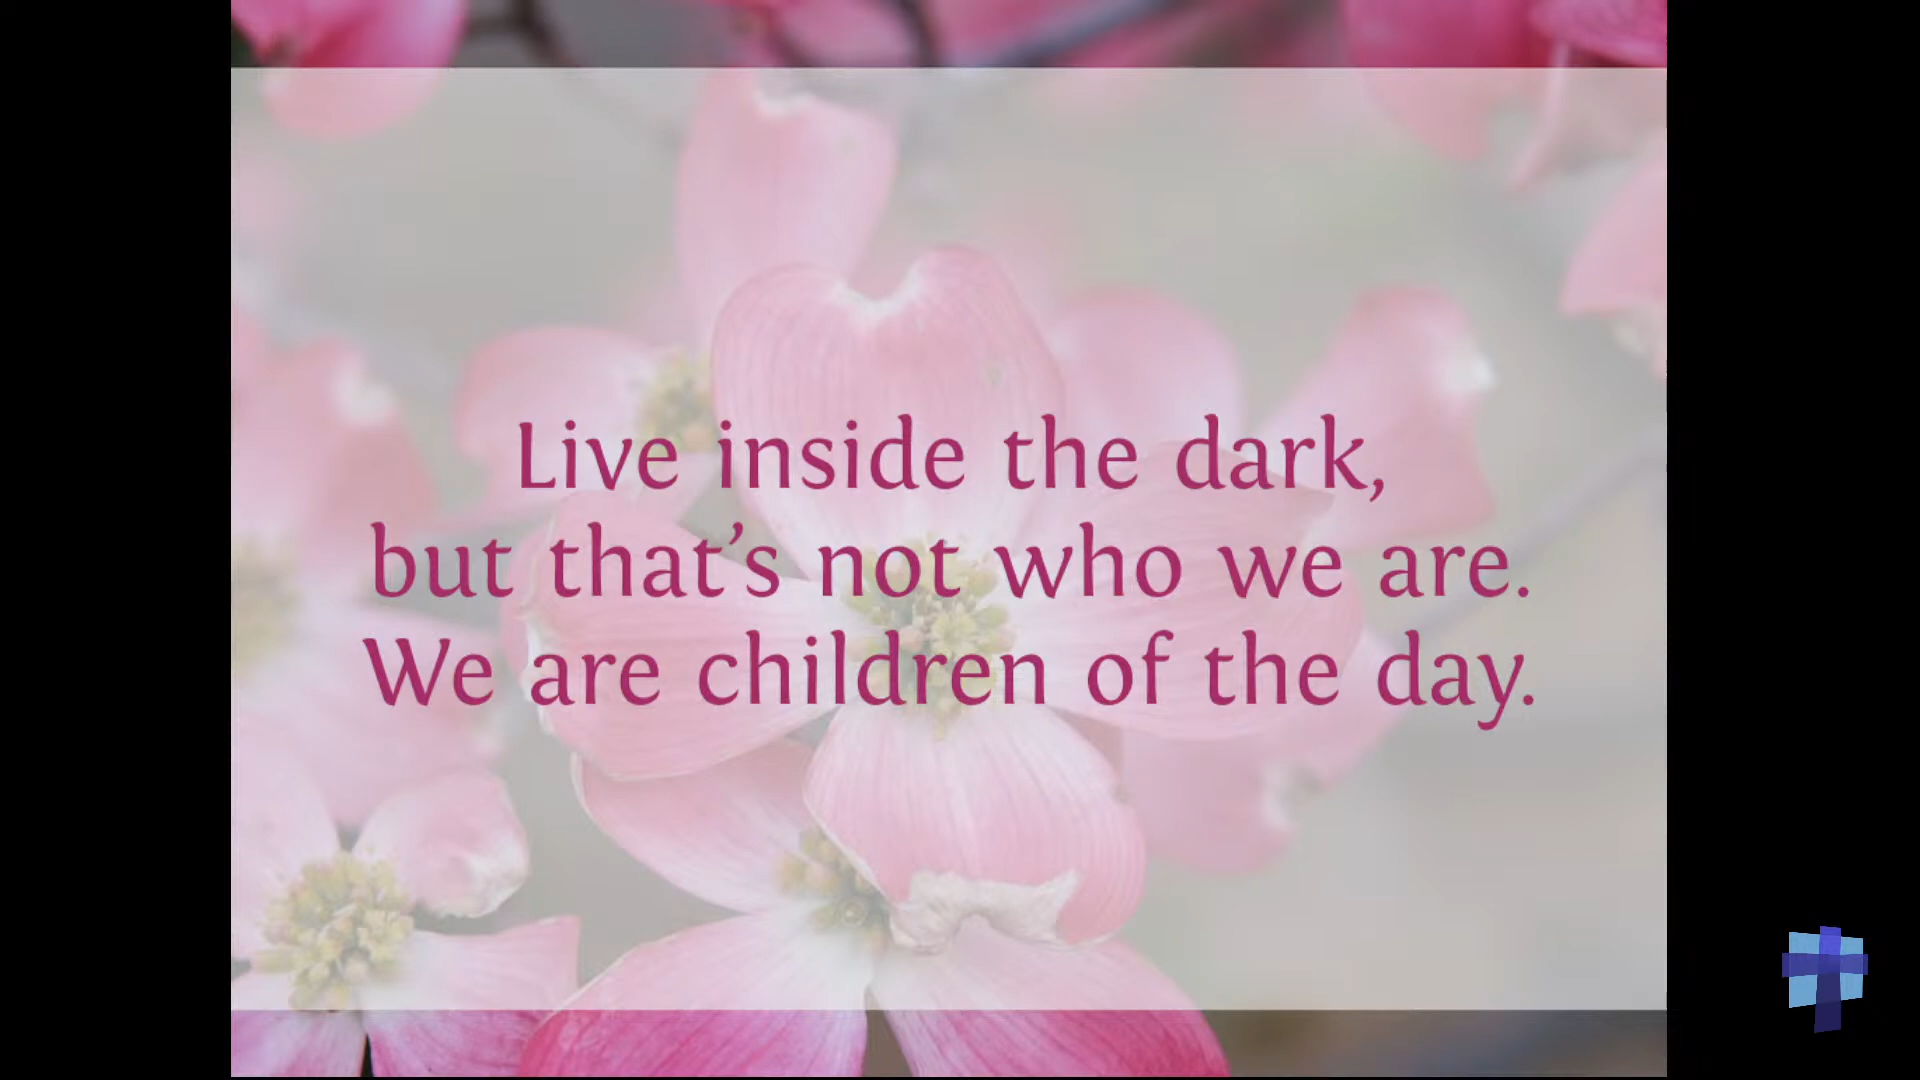 Live inside the dark,
but that's not who we are.
We are children of the day.